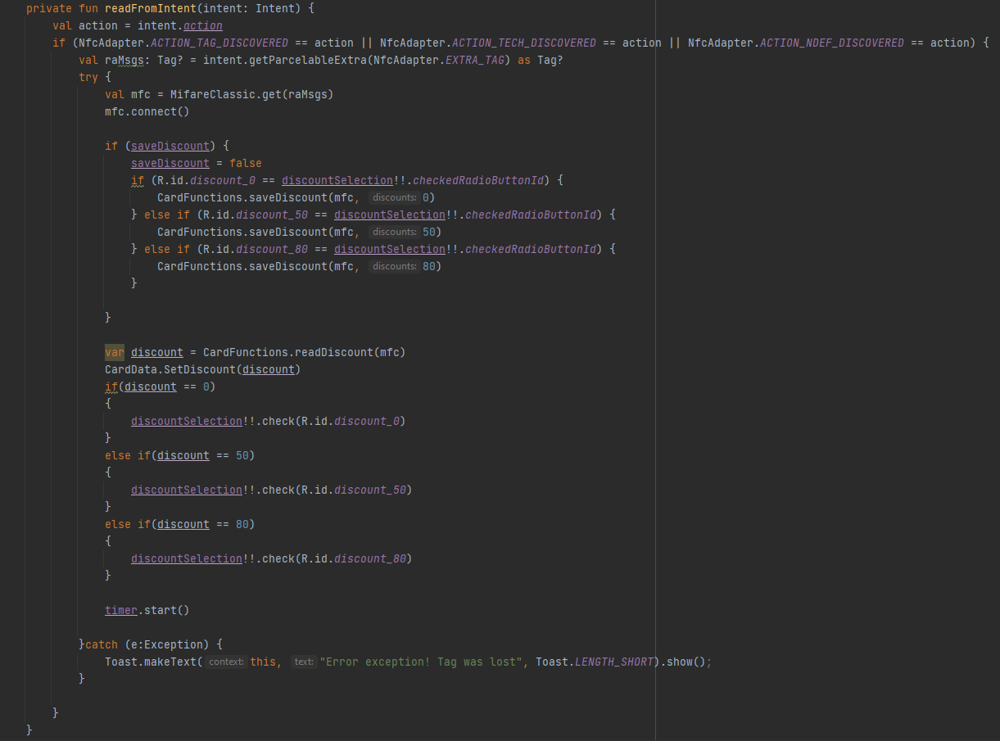 private fun readFromIntent(intent: Intent) {
val action = intent.action
if (NfcAdapter.ACTION_TAG_DISCOVERED == action || NfcAdapter.ACTION_TECH_DISCOVERED == action || NfcAdapter.ACTION_NDEF_DISCOVERED == action) {
val raMsgs: Tag? = intent.getParcelableExtra(NfcAdapter.EXTRA_TAG) as Tag?
try {
val mfc = MifareClassic.get(raMsgs)
mfc.connect()
if (saveDiscount) {
saveDiscount = false
if (R.id.discount_0 == discountSelection!!.checkedRadioButtonId) {
CardFunctions.saveDiscount(mfc, discounts: 0)
} else if (R.id.discount_50 == discountSelection!!.checkedRadioButtonId) {
CardFunctions.saveDiscount(mfc, discounts: 50)
} else if (R.id.discount_80 == discountSelection!!.checkedRadioButtonId) {
CardFunctions.saveDiscount(mfc, discounts: 80)
}
}
var discount = CardFunctions.readDiscount(mfc)
CardData.SetDiscount(discount)
if(discount == 0)
{
discountSelection!!.check(R.id.discount_0)
}
else if(discount == 50)
{
discountSelection!!.check(R.id.discount_50)
}
else if(discount == 80)
{
discountSelection!!.check(R.id.discount_80)
}
timer.start()
}catch (e:Exception) {
Toast.makeText( context: this, text: "Error exception! Tag was lost", Toast.LENGTH_SHORT).show();
}
}
}